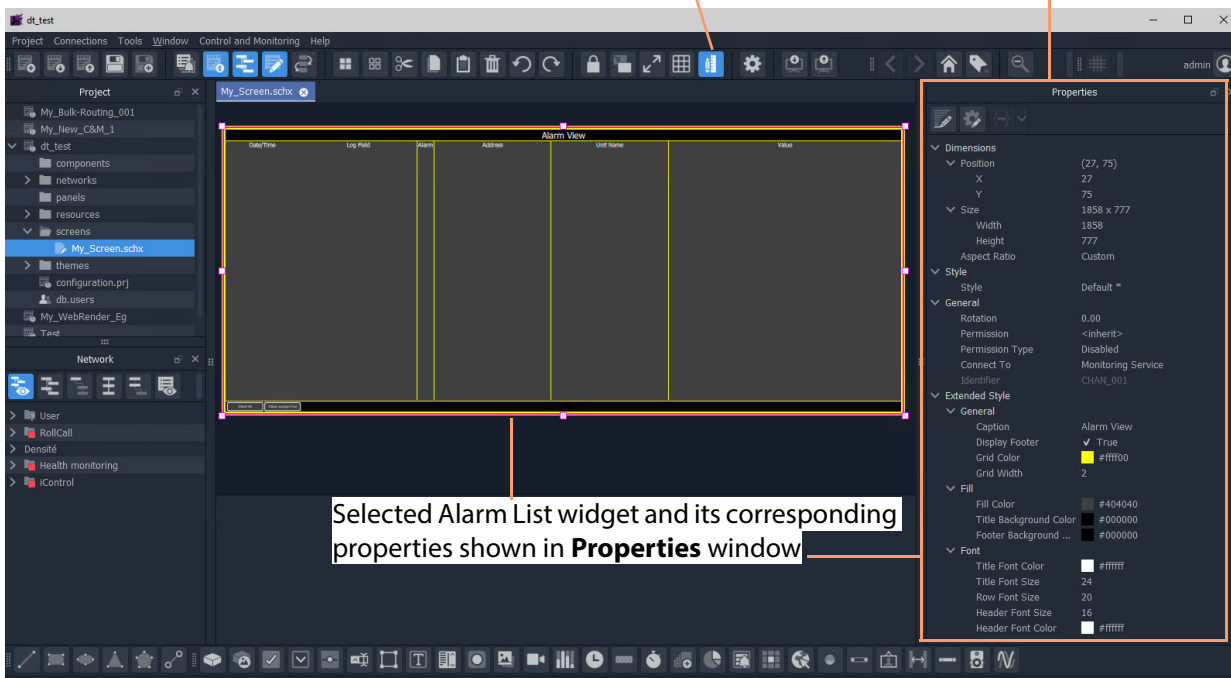 dt_test
Project Connections Tools Window Control and Monitoring Help
admin
Project
My_Bulk-Routing_001
My_New_C&M_1
dt_test
components
networks
panels
resources
screens
My_Screen.schx
themes
configuration.prj
db.users
My_WebRender_Eg
Test
Network
User
RollCall
Densité
Health monitoring
iControl
My_Screen.schx
Alarm View
Date/Time Log Field Alarm Address Unit Name Value
Selected Alarm List widget and its corresponding
properties shown in Properties window
Properties
Dimensions
Position (27, 75)
X 27
Y 75
Size 1858 x 777
Width 1858
Height 777
Aspect Ratio Custom
Style
Style Default *
General
Rotation 0.00
Permission <inherit>
Permission Type Disabled
Connect To Monitoring Service
Identifier CHAN_001
Extended Style
General
Caption Alarm View
Display Footer ✓ True
Grid Color #ffff00
Grid Width 2
Fill
Fill Color #404040
Title Background Color #000000
Footer Background ... #000000
Font
Title Font Color #ffffff
Title Font Size 24
Row Font Size 20
Header Font Size 16
Header Font Color #ffffff